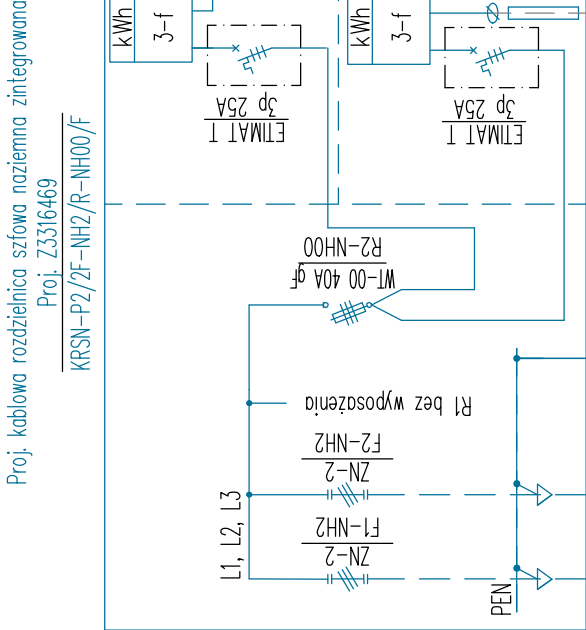 Proj. kablowa rozdzielnica szfowa naziemna zintegrowana
Proj. Z3316469
KRSN-P2/2F-NH2/R-NH00/F
kWh
3-f
kWh
3-f
ETIMAT T
3p 25A
ETIMAT T
3p 25A
R2-NH00
WT-00 40A gF
R1 bez wyposażenia
F2-NH2
ZN-2
F1-NH2
ZN-2
L1, L2, L3
PEN